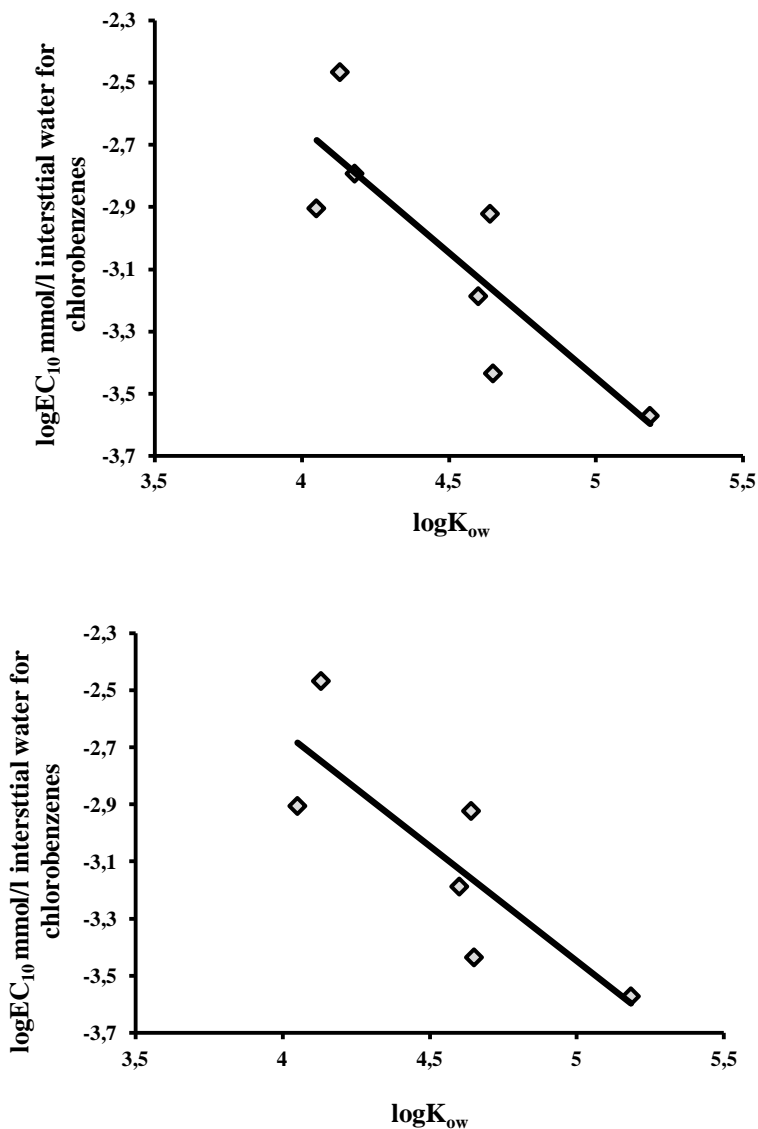 logEC10 mmol/l intersttial water for
chlorobenzenes
-2,3
-2,5
-2,7
-2,9
-3,1
-3,3
-3,5
-3,7
3,5 4 4,5 5 5,5
logKow
logEC10 mmol/l intersttial water for
chlorobenzenes
-2,3
-2,5
-2,7
-2,9
-3,1
-3,3
-3,5
-3,7
3,5 4 4,5 5 5,5
logKow